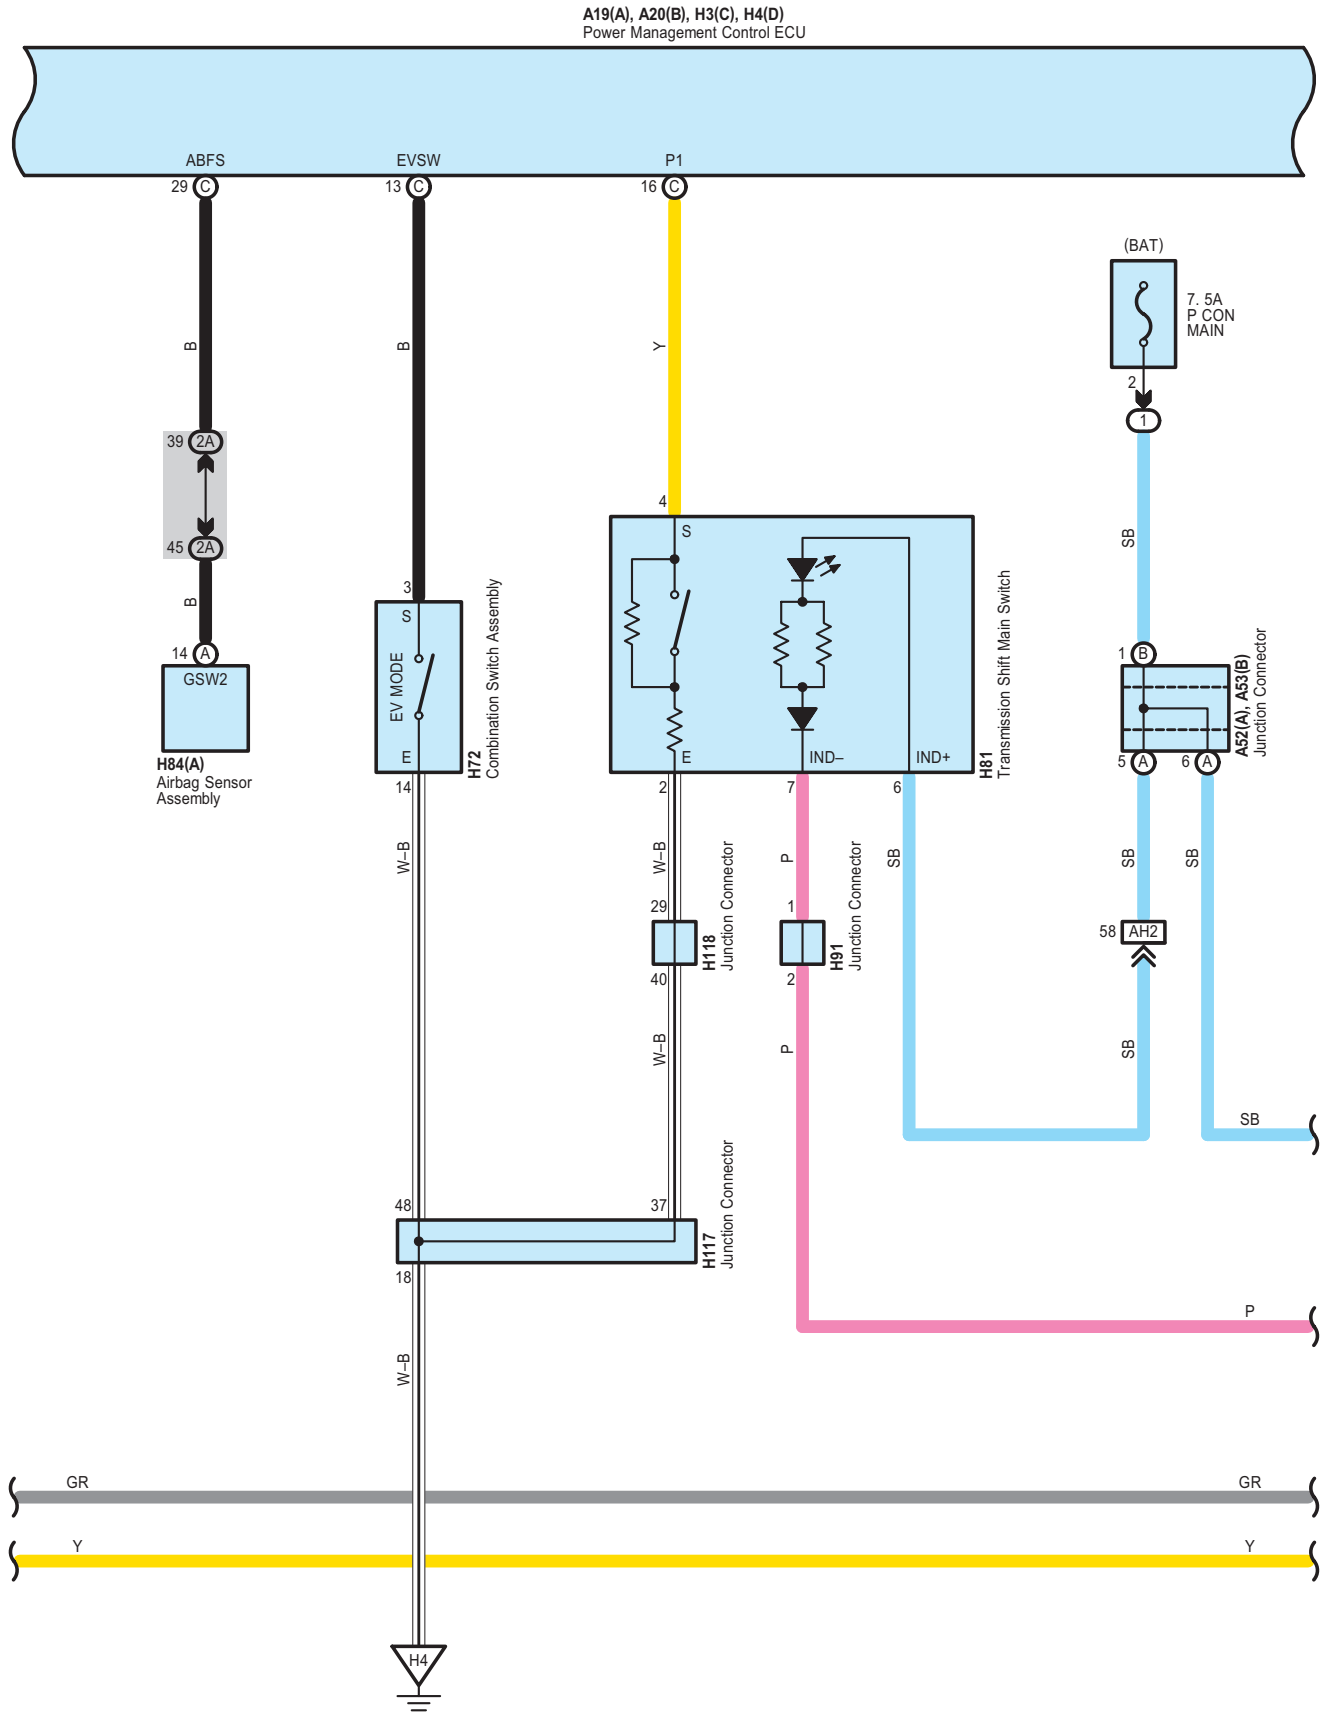 A19(A), A20(B), H3(C), H4(D)
Power Management Control ECU
ABFS
EVSW
P1
29 C
13 C
16 C
(BAT)
7. 5A
P CON
MAIN
B
B
Y
2
1
39 2A
4
S
SB
45 2A
3
S
B
EV MODE
Combination Switch Assembly
H72
Transmission Shift Main Switch
H81
14 A
GSW2
1 B
A52(A), A53(B)
Junction Connector
E
E
IND–
IND+
5 A
6 A
H84(A)
Airbag Sensor
Assembly
14
2
7
6
W–B
W–B
P
SB
SB
SB
29
1
H118
Junction Connector
H91
Junction Connector
58 AH2
40
2
W–B
P
SB
SB
48
37
H117
Junction Connector
18
P
W–B
GR
GR
Y
Y
H4